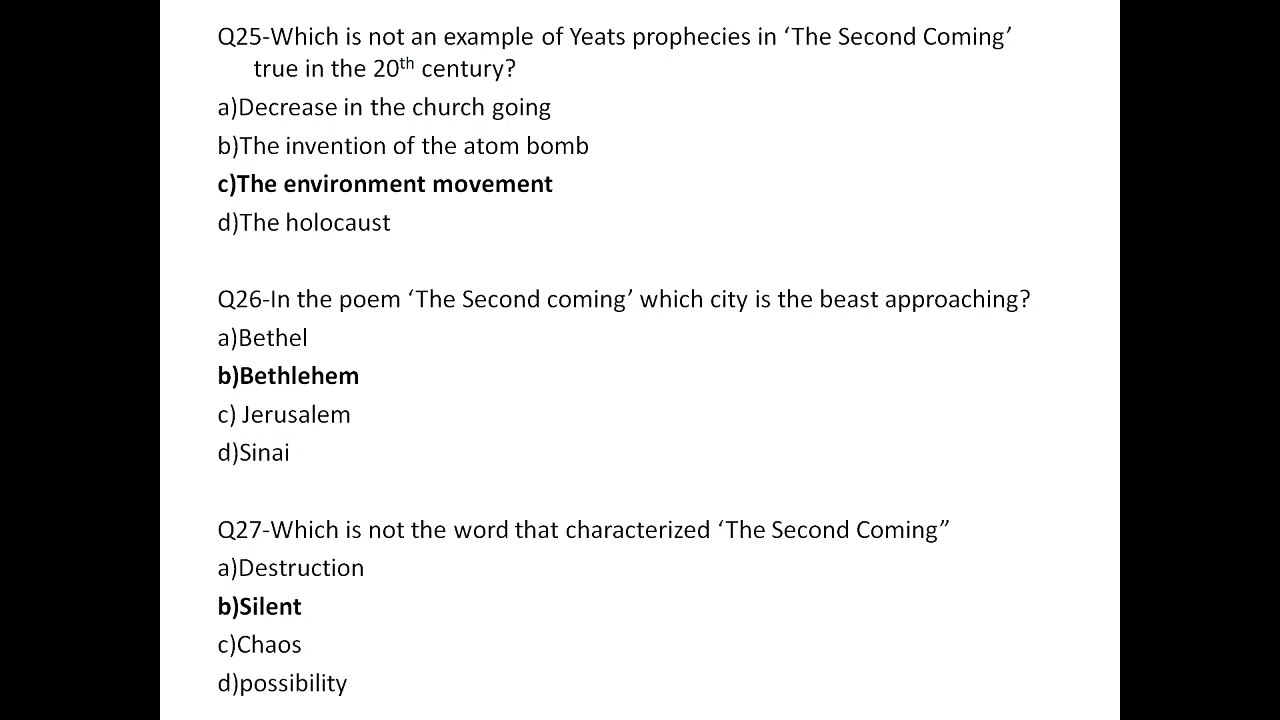 Q25-Which is not an example of Yeats prophecies in ‘The Second Coming’
true in the 20th century?
a)Decrease in the church going
b)The invention of the atom bomb
c)The environment movement
d)The holocaust
Q26-In the poem ‘The Second coming’ which city is the beast approaching?
a)Bethel
b)Bethlehem
c) Jerusalem
d)Sinai
Q27-Which is not the word that characterized ‘The Second Coming”
a)Destruction
b)Silent
c)Chaos
d)possibility